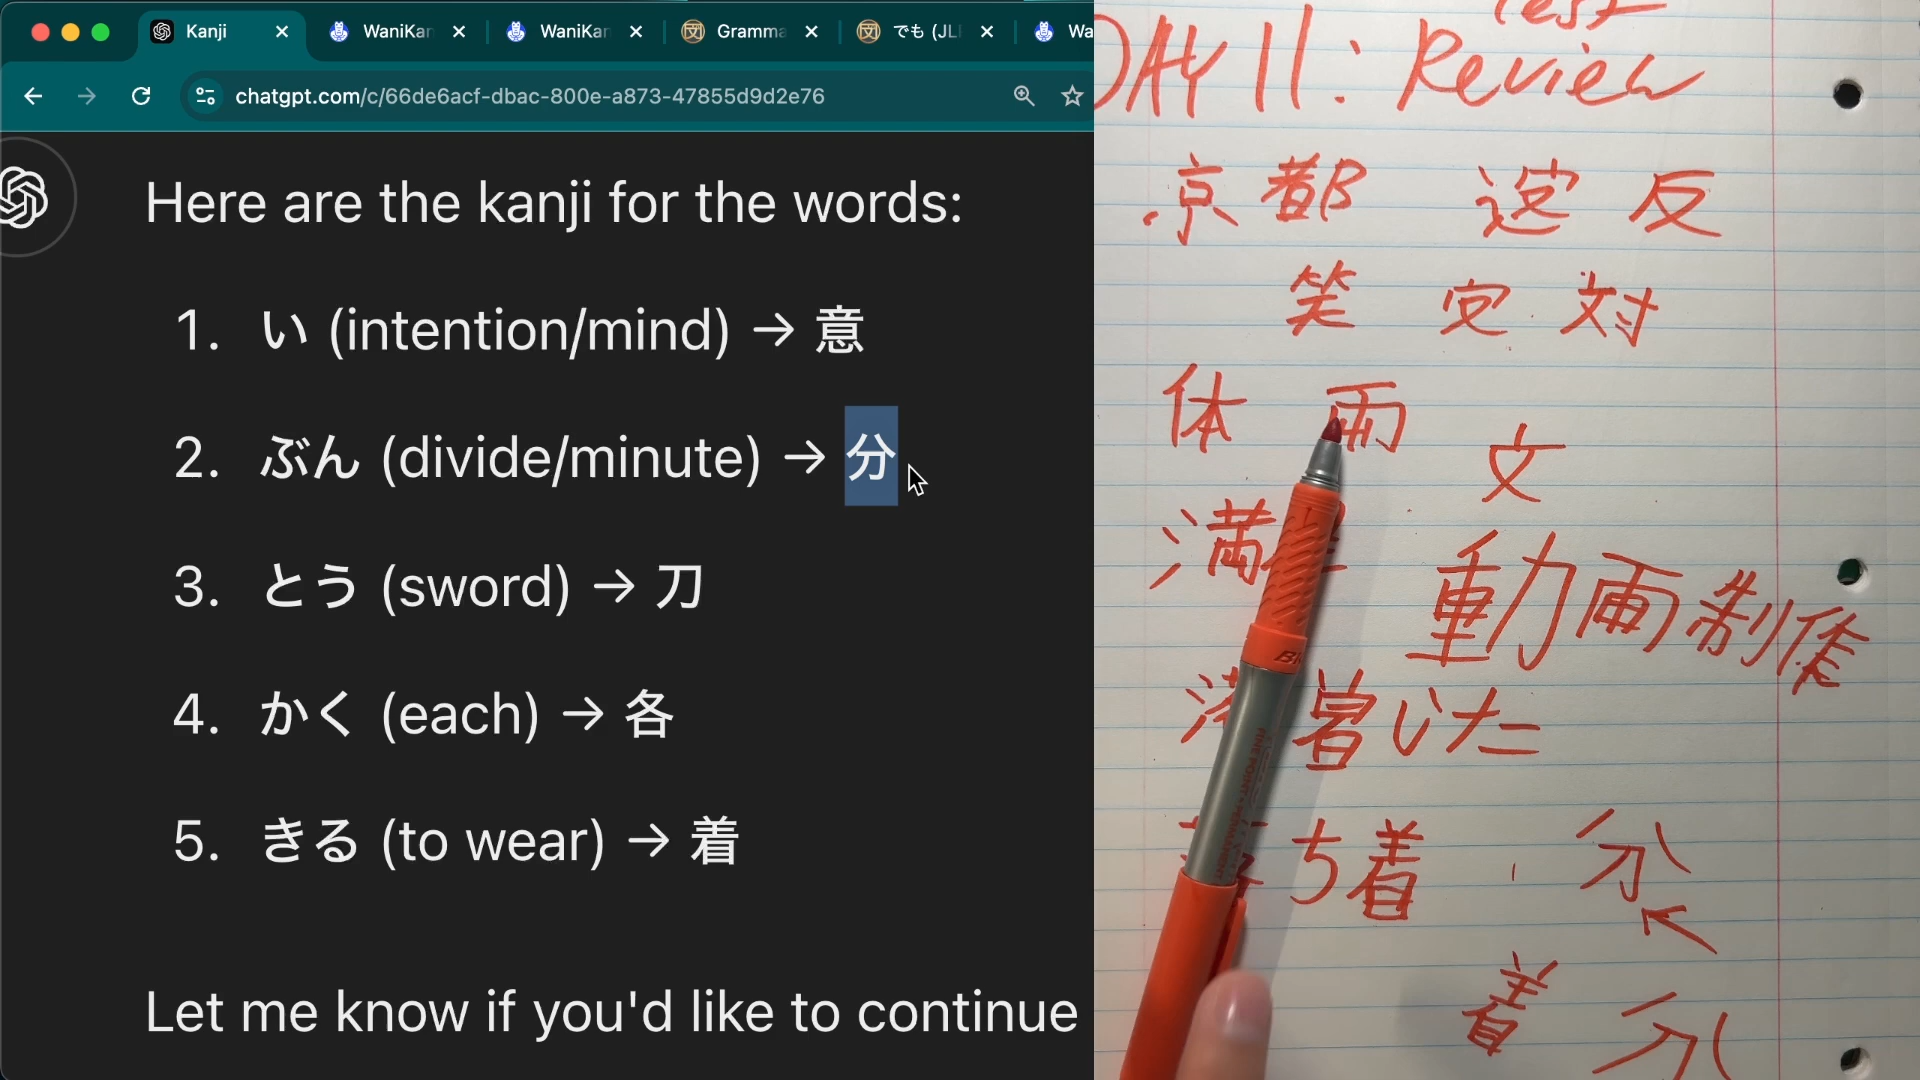 Kanji
WaniKan
WaniKan
Gramma
でも (JL
Wa
chatgpt.com/c/66de6acf-dbac-800e-a873-47855d9d2e76
Here are the kanji for the words:
1. い (intention/mind) → 意
2. ぶん (divide/minute) → 分
3. とう (sword) → 刀
4. かく (each) → 各
5. きる (to wear) → 着
Let me know if you'd like to continue
Test
DAY 11: Review
京都 反
笑 定 対
体 雨
文
満
動画制作
た
ち着 分
着 分